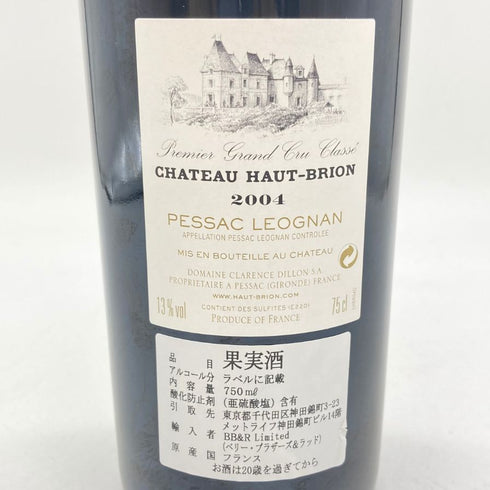 Premier Grand Cru Classé
CHATEAU HAUT-BRION
2004
PESSAC LEOGNAN
APPELLATION PESSAC LEOGNAN CONTROLEE
MIS EN BOUTEILLE AU CHATEAU
DOMAINE CLARENCE DILLON S.A
PROPRIETAIRE A PESSAC (GIRONDE) FRANCE
WWW.HAUT-BRION.COM
13 % vol
CONTIENT DES SULFITES (E220)
75 cl
PRODUCE OF FRANCE
品目 果実酒
アルコール分 ラベルに記載
内容量 750㎖
酸化防止剤 (亜硫酸塩) 含有
引取先 東京都千代田区神田錦町3-23
メットライフ神田錦町ビル14階
輸入者 BB&R Limited
(ベリー・ブラザーズ&ラッド)
原産国 フランス
お酒は20歳を過ぎてから